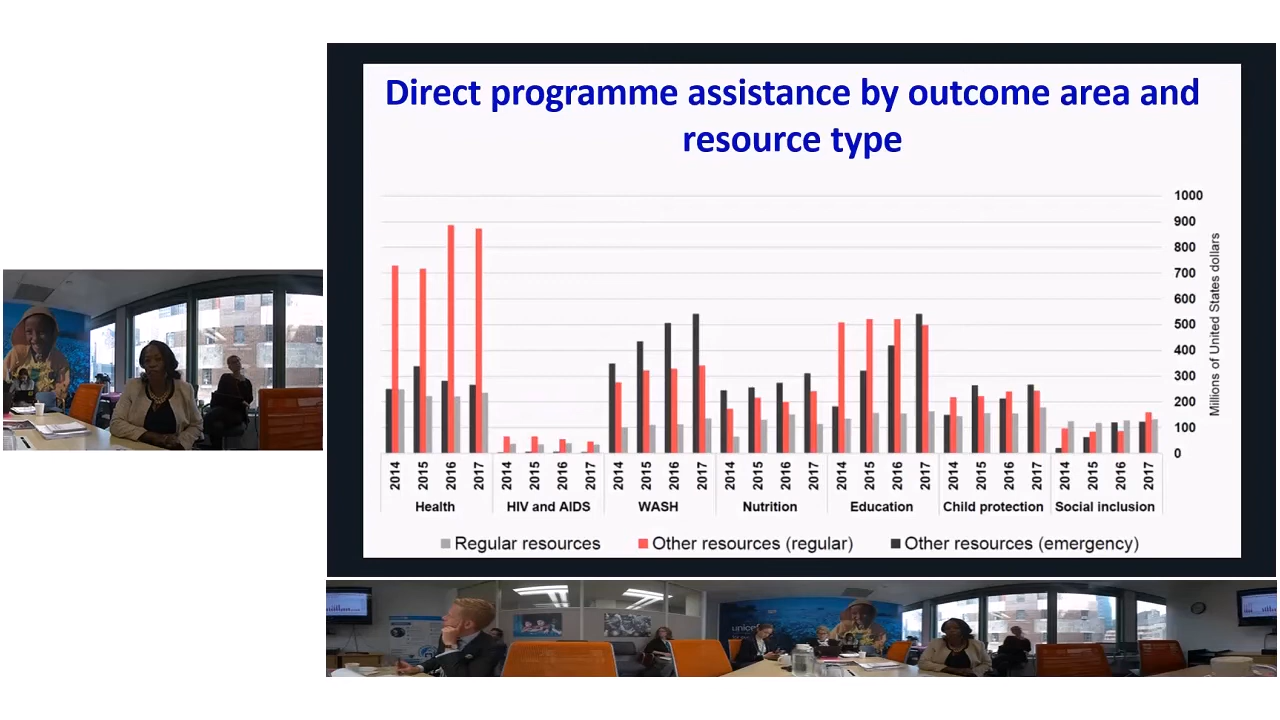 Direct programme assistance by outcome area and
resource type
1000
900
800
700
600
500
400
300
200
100
0
Millions of United States dollars
2014 2015 2016 2017 2014 2015 2016 2017 2014 2015 2016 2017 2014 2015 2016 2017 2014 2015 2016 2017 2014 2015 2016 2017 2014 2015 2016 2017
Health HIV and AIDS WASH Nutrition Education Child protection Social inclusion
Regular resources Other resources (regular) Other resources (emergency)
unicef